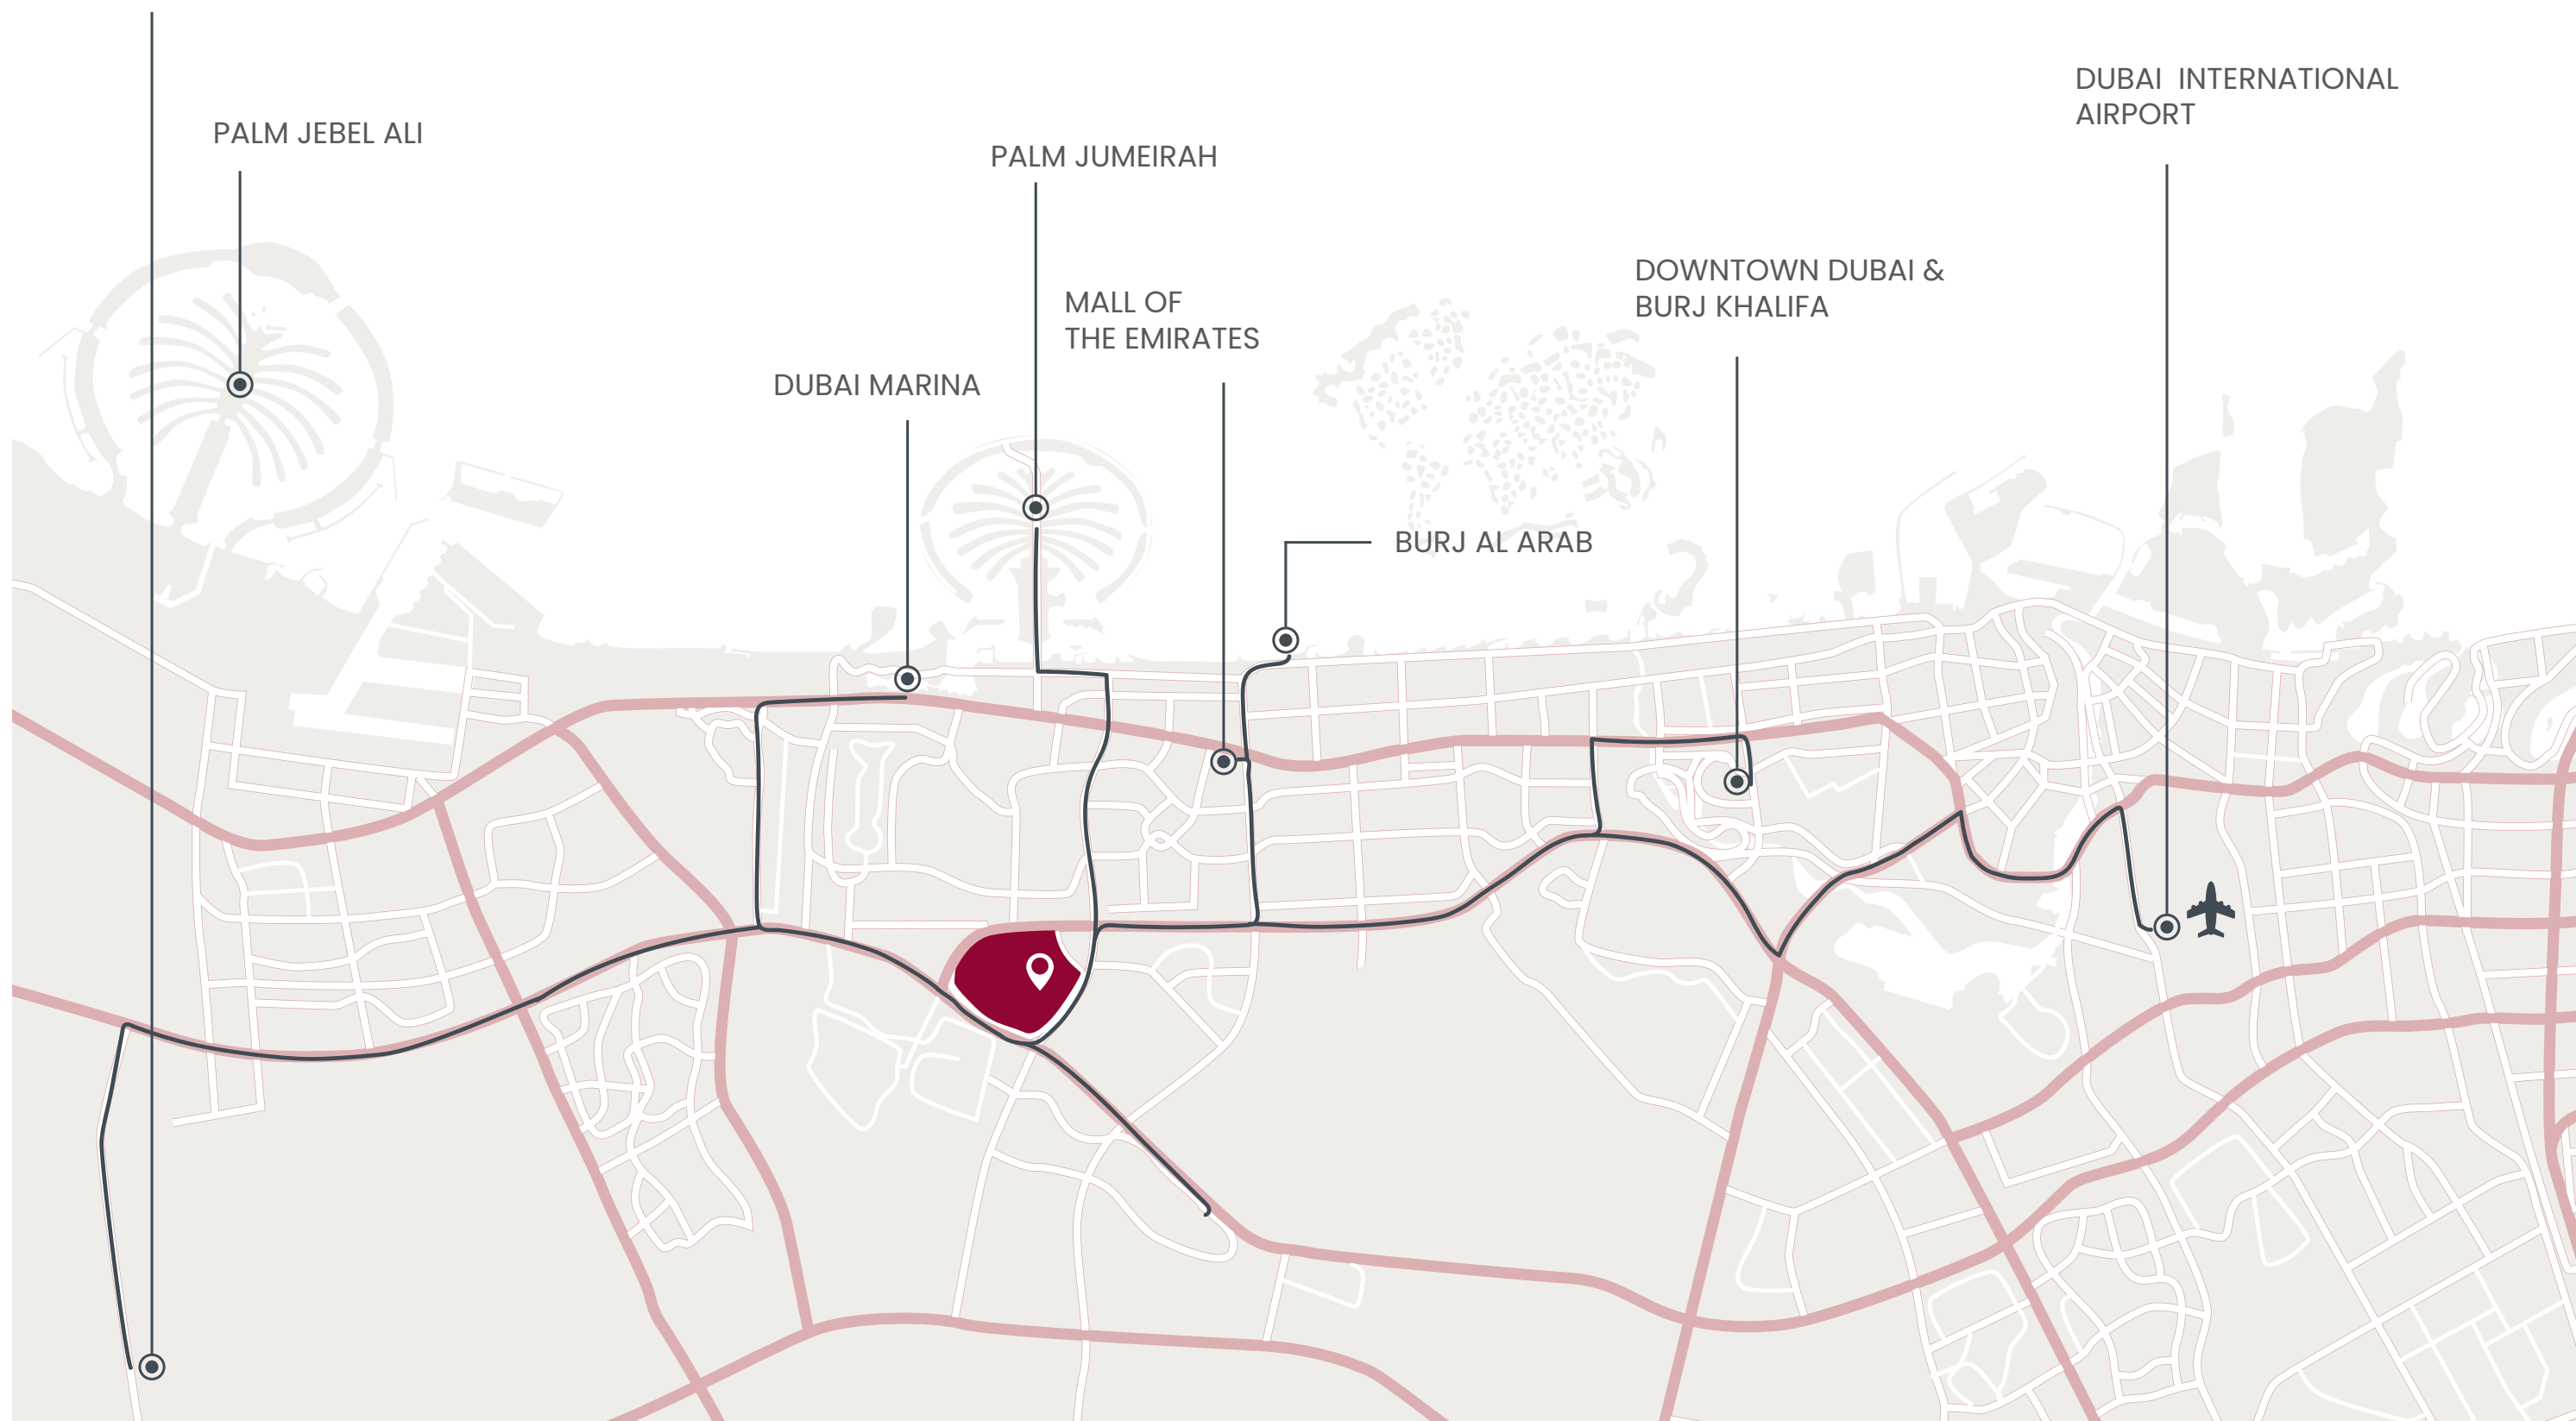 DUBAI  INTERNATIONAL
AIRPORT
PALM JEBEL ALI
PALM JUMEIRAH
DOWNTOWN DUBAI &
BURJ KHALIFA
MALL OF
THE EMIRATES
DUBAI MARINA
BURJ AL ARAB